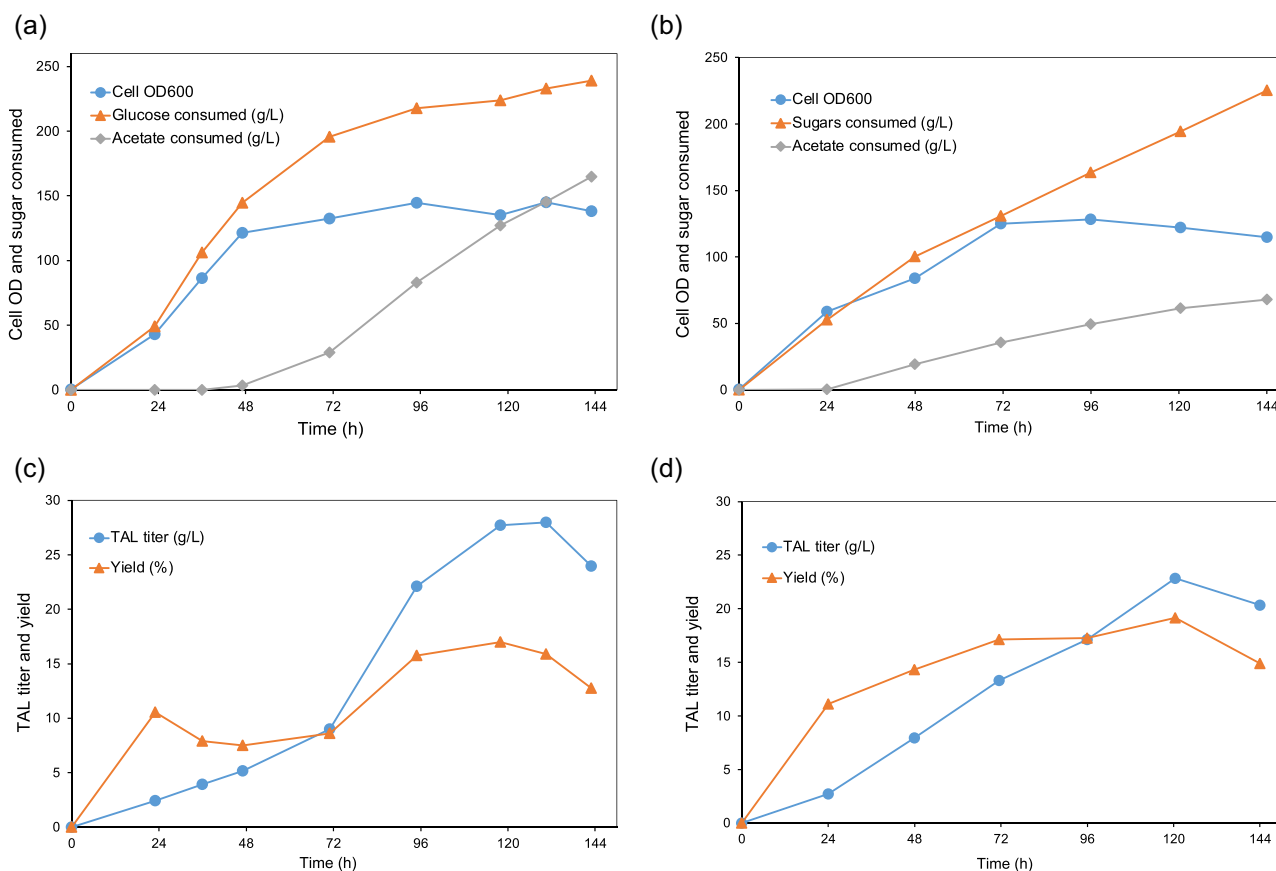 (a)
250
200
150
100
50
0
Cell OD and sugar consumed
Cell OD600
Glucose consumed (g/L)
Acetate consumed (g/L)
0 24 48 72 96 120 144
Time (h)
(b)
250
200
150
100
50
0
Cell OD and sugar consumed
Cell OD600
Sugars consumed (g/L)
Acetate consumed (g/L)
0 24 48 72 96 120 144
Time (h)
(c)
30
25
20
15
10
5
0
TAL titer and yield
TAL titer (g/L)
Yield (%)
0 24 48 72 96 120 144
Time (h)
(d)
30
25
20
15
10
5
0
TAL titer and yield
TAL titer (g/L)
Yield (%)
0 24 48 72 96 120 144
Time (h)